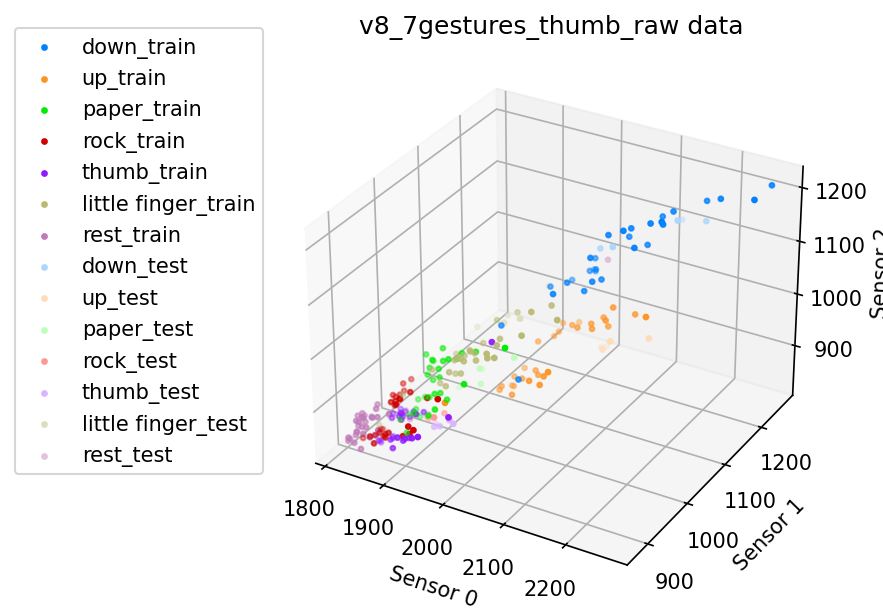 v8_7gestures_thumb_raw data
down_train
up_train
paper_train
rock_train
thumb_train
little finger_train
rest_train
down_test
up_test
paper_test
rock_test
thumb_test
little finger_test
rest_test
1200
1100
1000
900
Sensor 2
1800
1900
2000
2100
2200
Sensor 0
900
1000
1100
1200
Sensor 1